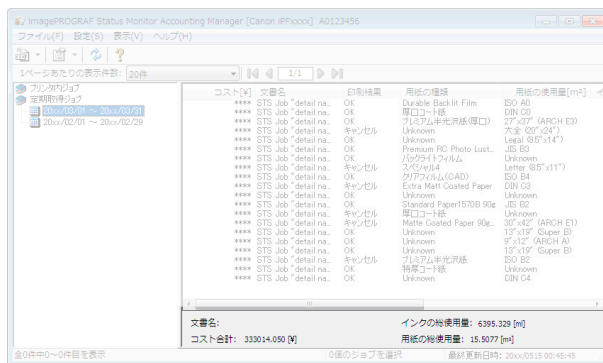 imagePROGRAF Status Monitor Accounting Manager [Canon iPFxxxx] A0123456
ファイル(F) 設定(S) 表示(V) ヘルプ(H)
1ページあたりの表示件数: 20件 1/1
プリンタ内ジョブ
定期取得ジョブ
20xx/03/01 ～ 20xx/03/31
20xx/02/01 ～ 20xx/02/29
コスト[¥] 文書名 印刷結果 用紙の種類 用紙の使用量[m²] イ
**** STS Job "detail na... OK Durable Backlit Film ISO A0
**** STS Job "detail na... OK 厚口コート紙 DIN C0
**** STS Job "detail na... OK プレミアム半光沢紙(厚口) 27"x37" (ARCH E3)
**** STS Job "detail na... キャンセル Unknown 大全 (20"x24")
**** STS Job "detail na... OK Unknown Legal (8.5"x14")
**** STS Job "detail na... OK Premium RC Photo Lust... JIS B3
**** STS Job "detail na... OK バックライトフィルム Unknown
**** STS Job "detail na... キャンセル スペシャル4 Letter (8.5"x11")
**** STS Job "detail na... OK クリアフィルム(CAD) ISO B4
**** STS Job "detail na... キャンセル Extra Matt Coated Paper DIN C3
**** STS Job "detail na... OK Unknown Unknown
**** STS Job "detail na... OK Standard Paper1570B 90g JIS B2
**** STS Job "detail na... キャンセル 厚口コート紙 Unknown
**** STS Job "detail na... キャンセル Matte Coated Paper 90g... 30"x42" (ARCH E1)
**** STS Job "detail na... OK Unknown 13"x19" (Super B)
**** STS Job "detail na... OK Unknown 9"x12" (ARCH A)
**** STS Job "detail na... キャンセル Unknown 13"x19" (Super B)
**** STS Job "detail na... キャンセル プレミアム半光沢紙 ISO B2
**** STS Job "detail na... OK 特厚コート紙 Unknown
**** STS Job "detail na... OK Unknown DIN C4
文書名: インクの総使用量: 6395.329 [ml]
コスト合計: 333014.050 [¥] 用紙の総使用量: 15.5077 [m²]
全0件中0～0件目を表示 0個のジョブを選択 最終更新日時: 20xx/0515 00:45:45